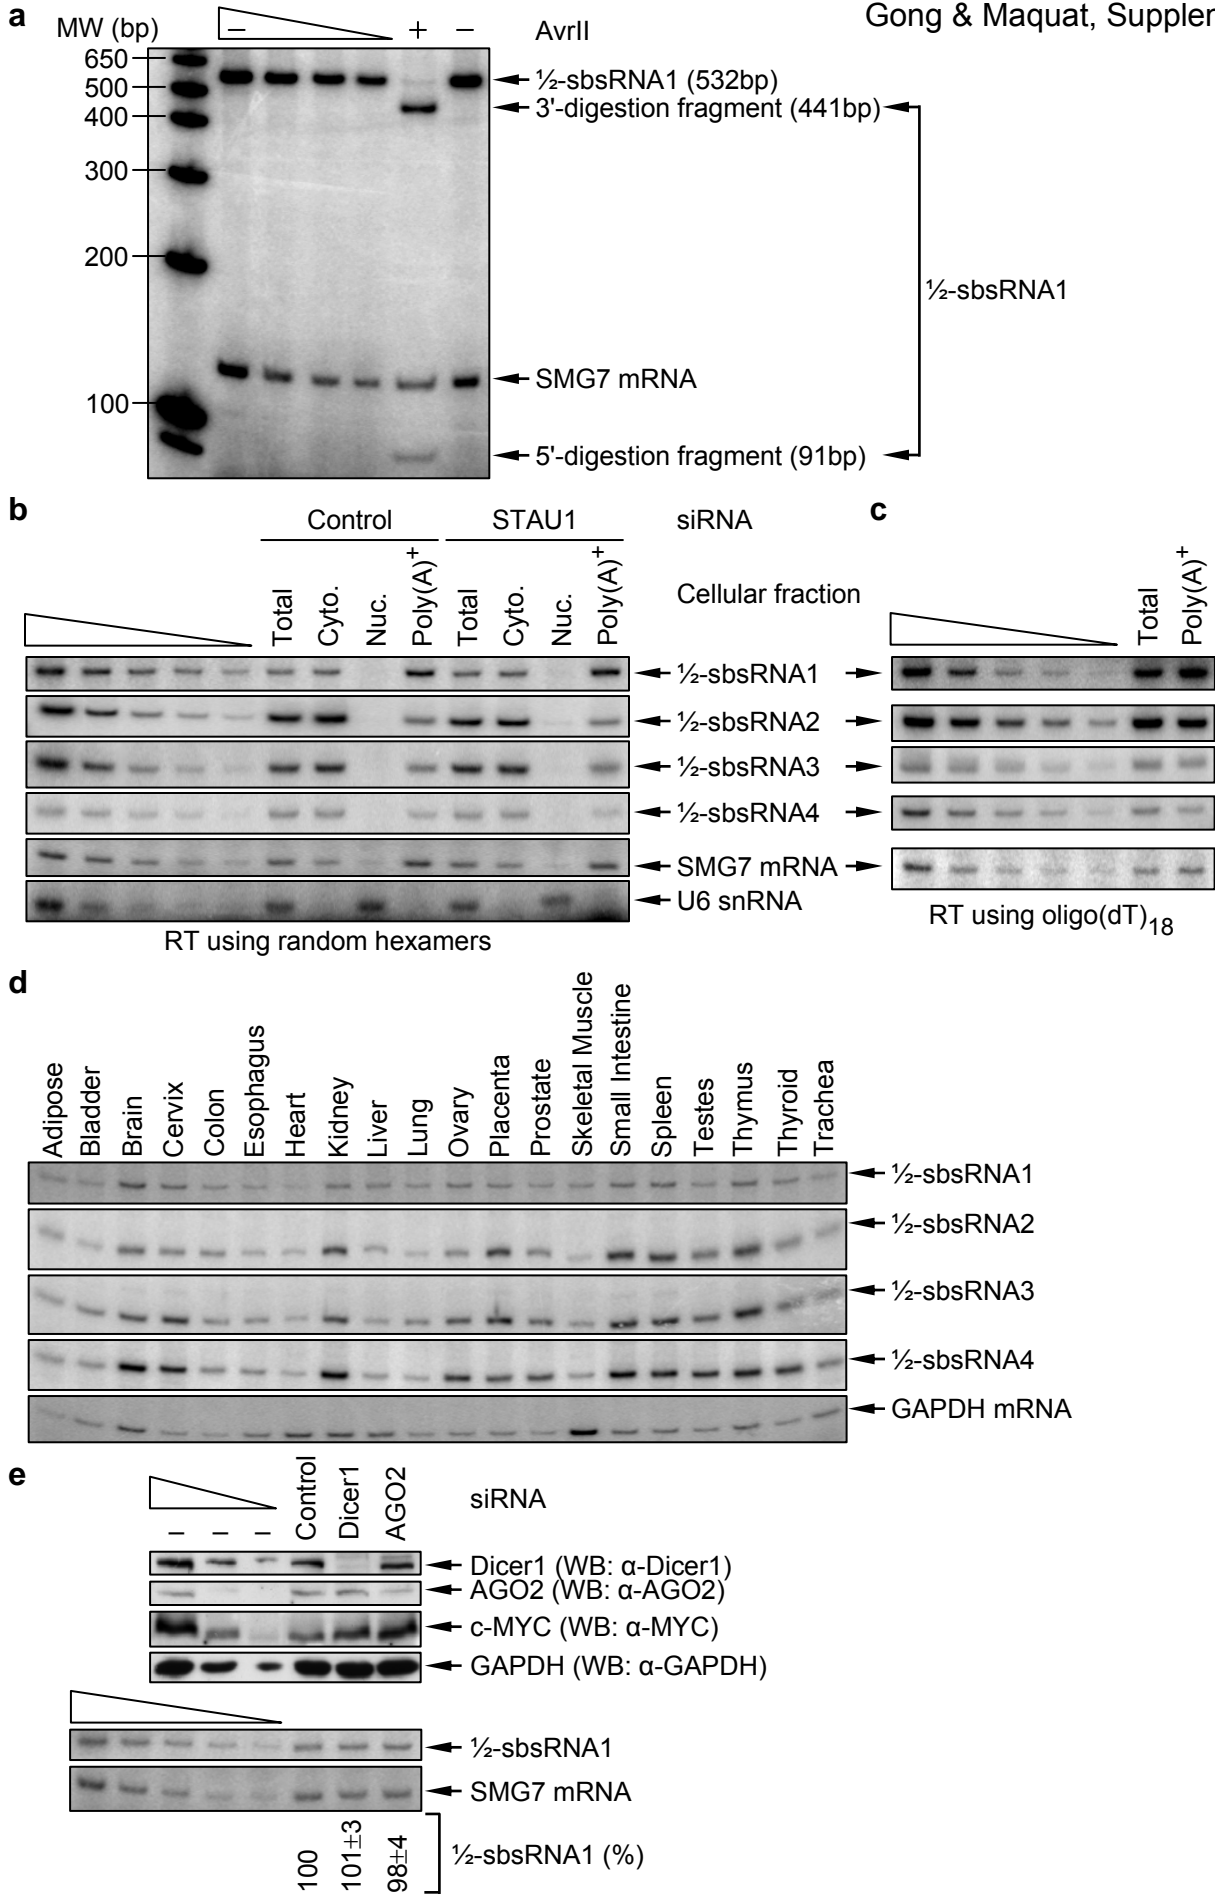 Gong & Maquat, Suppler
a
MW (bp)
− + − AvrII
650
500
400
300
200
100
½-sbsRNA1 (532bp)
3'-digestion fragment (441bp)
½-sbsRNA1
SMG7 mRNA
5'-digestion fragment (91bp)
b
Control STAU1 siRNA
Total Cyto. Nuc. Poly(A)+ Total Cyto. Nuc. Poly(A)+ Cellular fraction
½-sbsRNA1
½-sbsRNA2
½-sbsRNA3
½-sbsRNA4
SMG7 mRNA
U6 snRNA
RT using random hexamers
c
Total Poly(A)+
RT using oligo(dT)18
d
Adipose Bladder Brain Cervix Colon Esophagus Heart Kidney Liver Lung Ovary Placenta Prostate Skeletal Muscle Small Intestine Spleen Testes Thymus Thyroid Trachea
½-sbsRNA1
½-sbsRNA2
½-sbsRNA3
½-sbsRNA4
GAPDH mRNA
e
− − − Control Dicer1 AGO2 siRNA
Dicer1 (WB: α-Dicer1)
AGO2 (WB: α-AGO2)
c-MYC (WB: α-MYC)
GAPDH (WB: α-GAPDH)
½-sbsRNA1
SMG7 mRNA
100 101±3 98±4 ½-sbsRNA1 (%)